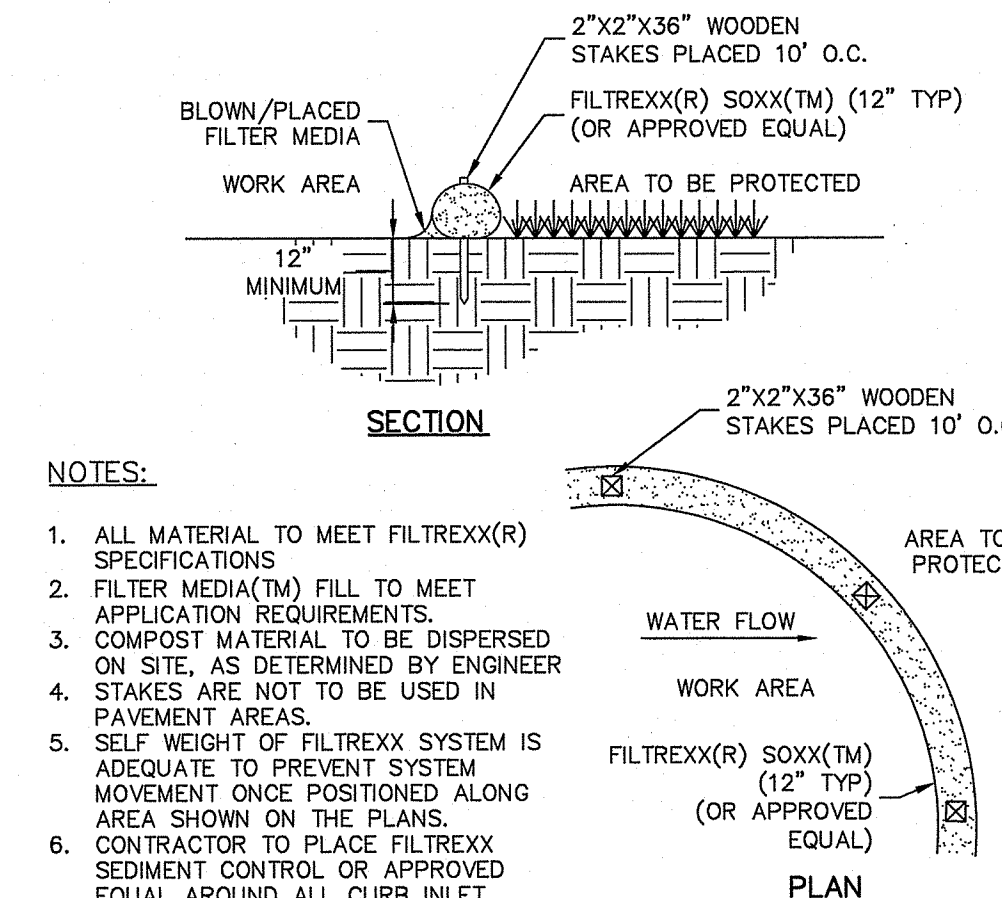 2"X2"X36" WOODEN
STAKES PLACED 10' O.C.
FILTREXX(R) SOXX(TM) (12" TYP)
(OR APPROVED EQUAL)
BLOWN/PLACED
FILTER MEDIA
WORK AREA
AREA TO BE PROTECTED
12"
MINIMUM
SECTION
2"X2"X36" WOODEN
STAKES PLACED 10' O.
NOTES:
1. ALL MATERIAL TO MEET FILTREXX(R)
SPECIFICATIONS
2. FILTER MEDIA(TM) FILL TO MEET
APPLICATION REQUIREMENTS.
3. COMPOST MATERIAL TO BE DISPERSED
ON SITE, AS DETERMINED BY ENGINEER
4. STAKES ARE NOT TO BE USED IN
PAVEMENT AREAS.
5. SELF WEIGHT OF FILTREXX SYSTEM IS
ADEQUATE TO PREVENT SYSTEM
MOVEMENT ONCE POSITIONED ALONG
AREA SHOWN ON THE PLANS.
6. CONTRACTOR TO PLACE FILTREXX
SEDIMENT CONTROL OR APPROVED
EQUAL AROUND ALL CURB INLET
AREA TO
PROTEC
WATER FLOW
WORK AREA
FILTREXX(R) SOXX(TM)
(12" TYP)
(OR APPROVED
EQUAL)
PLAN